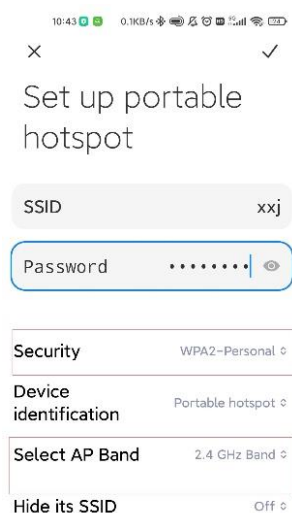 10:43 0.1KB/s
Set up portable
hotspot
SSID xxj
Password ••••••••
Security WPA2-Personal
Device
identification Portable hotspot
Select AP Band 2.4 GHz Band
Hide its SSID Off